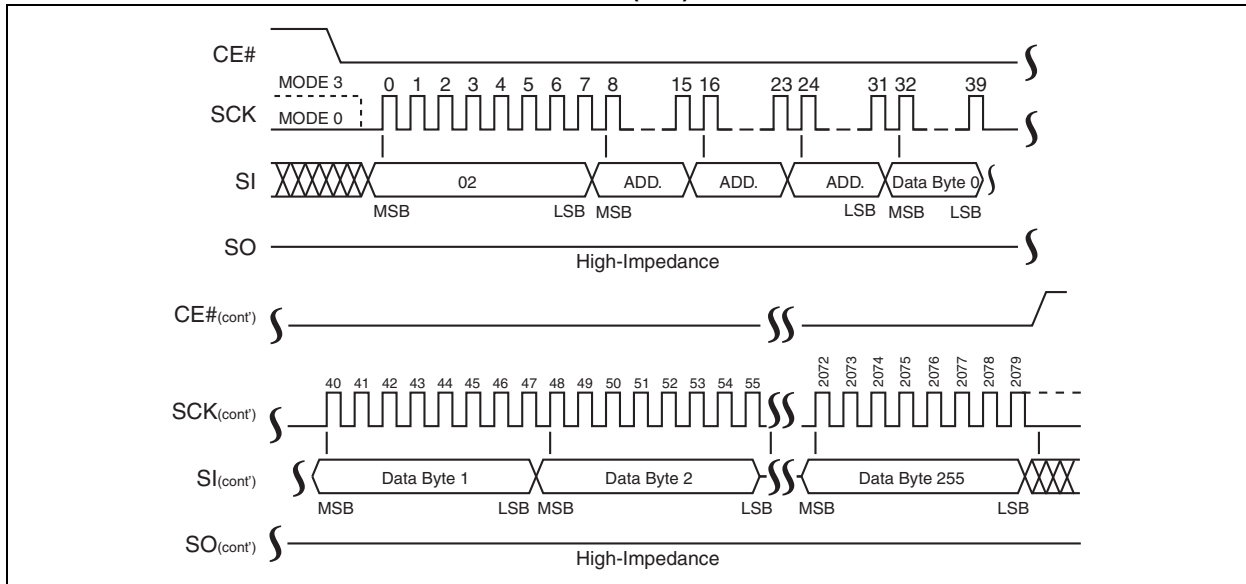 CE#
MODE 3
0 1 2 3 4 5 6 7 8 15 16 23 24 31 32 39
SCK
MODE 0
SI 02 ADD. ADD. ADD. Data Byte 0
MSB LSB MSB LSB MSB LSB
SO
High-Impedance
CE#(cont')
40 41 42 43 44 45 46 47 48 49 50 51 52 53 54 55 2072 2073 2074 2075 2076 2077 2078 2079
SCK(cont')
SI(cont') Data Byte 1 Data Byte 2 Data Byte 255
MSB LSB MSB LSB MSB LSB
SO(cont')
High-Impedance